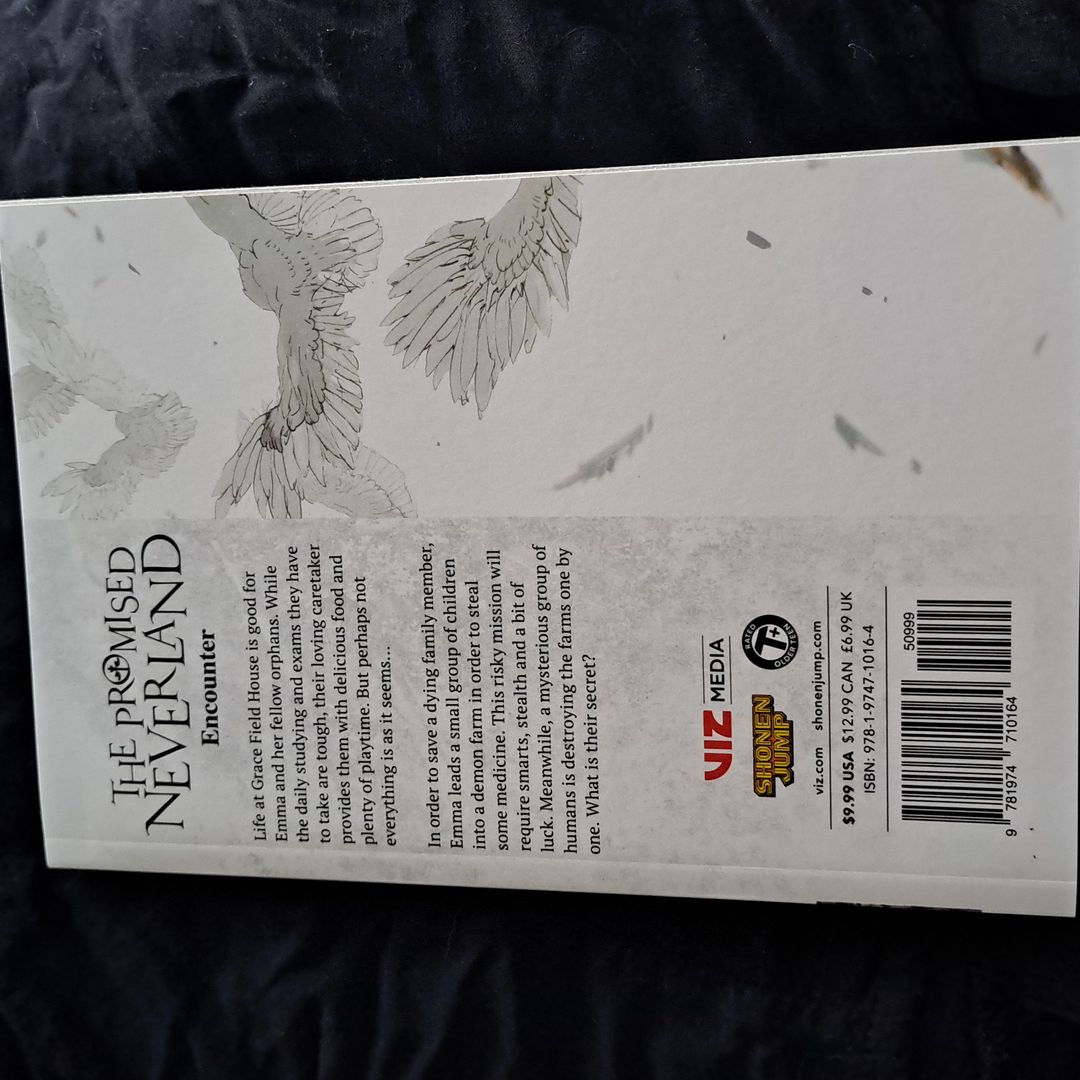 THE PROMISED
NEVERLAND
Encounter
Life at Grace Field House is good for
Emma and her fellow orphans. While
the daily studying and exams they have
to take are tough, their loving caretaker
provides them with delicious food and
plenty of playtime. But perhaps not
everything is as it seems...
In order to save a dying family member,
Emma leads a small group of children
into a demon farm in order to steal
some medicine. This risky mission will
require smarts, stealth and a bit of
luck. Meanwhile, a mysterious group of
humans is destroying the farms one by
one. What is their secret?
VIZ MEDIA
SHONEN
JUMP
RATED
T+
OLDER TEEN
viz.com shonenjump.com
$9.99 USA $12.99 CAN £6.99 UK
ISBN: 978-1-9747-1016-4
50999
9 781974 710164